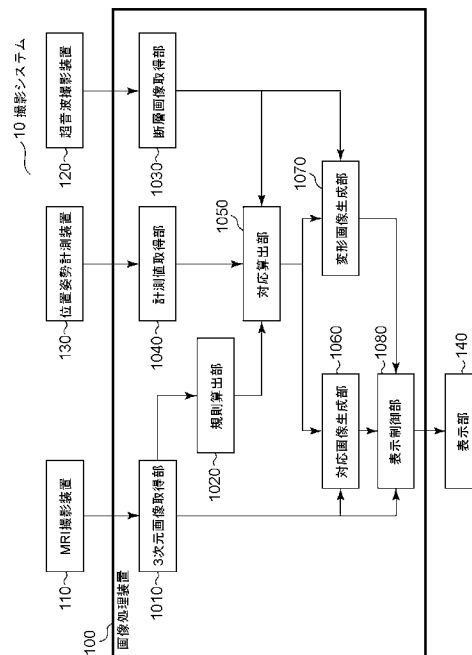 10 撮影システム
MRI撮影装置
110
位置姿勢計測装置
130
超音波撮影装置
120
100
画像処理装置
3次元画像取得部
1010
計測値取得部
1040
断層画像取得部
1030
規則算出部
1020
対応算出部
1050
対応画像生成部
1060
変形画像生成部
1070
表示制御部
1080
表示部
140